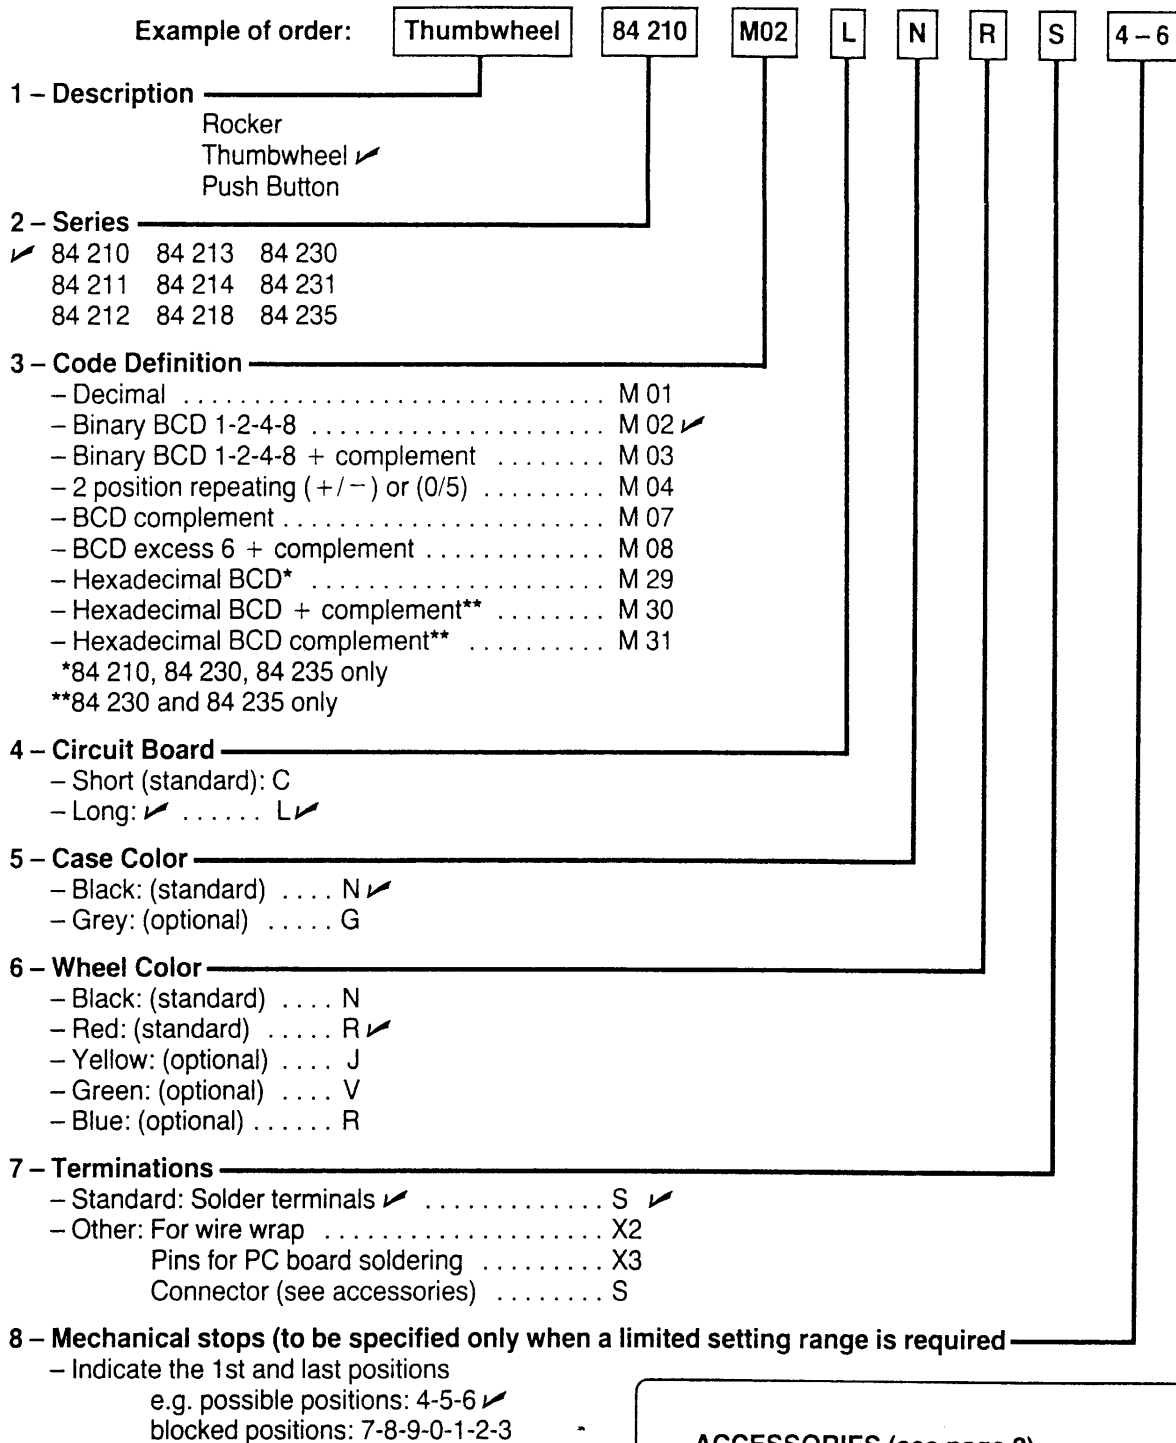 Example of order: Thumbwheel 84 210 M02 L N R S 4 – 6
1 – Description
Rocker
Thumbwheel ✓
Push Button
2 – Series
✓ 84 210 84 213 84 230
84 211 84 214 84 231
84 212 84 218 84 235
3 – Code Definition
– Decimal .............................. M 01
– Binary BCD 1-2-4-8 ...................... M 02 ✓
– Binary BCD 1-2-4-8 + complement ........ M 03
– 2 position repeating (+/−) or (0/5) ......... M 04
– BCD complement ........................ M 07
– BCD excess 6 + complement ............. M 08
– Hexadecimal BCD* ...................... M 29
– Hexadecimal BCD + complement** ........ M 30
– Hexadecimal BCD complement** .......... M 31
*84 210, 84 230, 84 235 only
**84 230 and 84 235 only
4 – Circuit Board
– Short (standard): C
– Long: ✓ ...... L ✓
5 – Case Color
– Black: (standard) .... N ✓
– Grey: (optional) ..... G
6 – Wheel Color
– Black: (standard) .... N
– Red: (standard) ..... R ✓
– Yellow: (optional) .... J
– Green: (optional) .... V
– Blue: (optional) ...... R
7 – Terminations
– Standard: Solder terminals ✓ ............. S ✓
– Other: For wire wrap .................... X2
Pins for PC board soldering ......... X3
Connector (see accessories) ........ S
8 – Mechanical stops (to be specified only when a limited setting range is required
– Indicate the 1st and last positions
e.g. possible positions: 4-5-6 ✓
blocked positions: 7-8-9-0-1-2-3